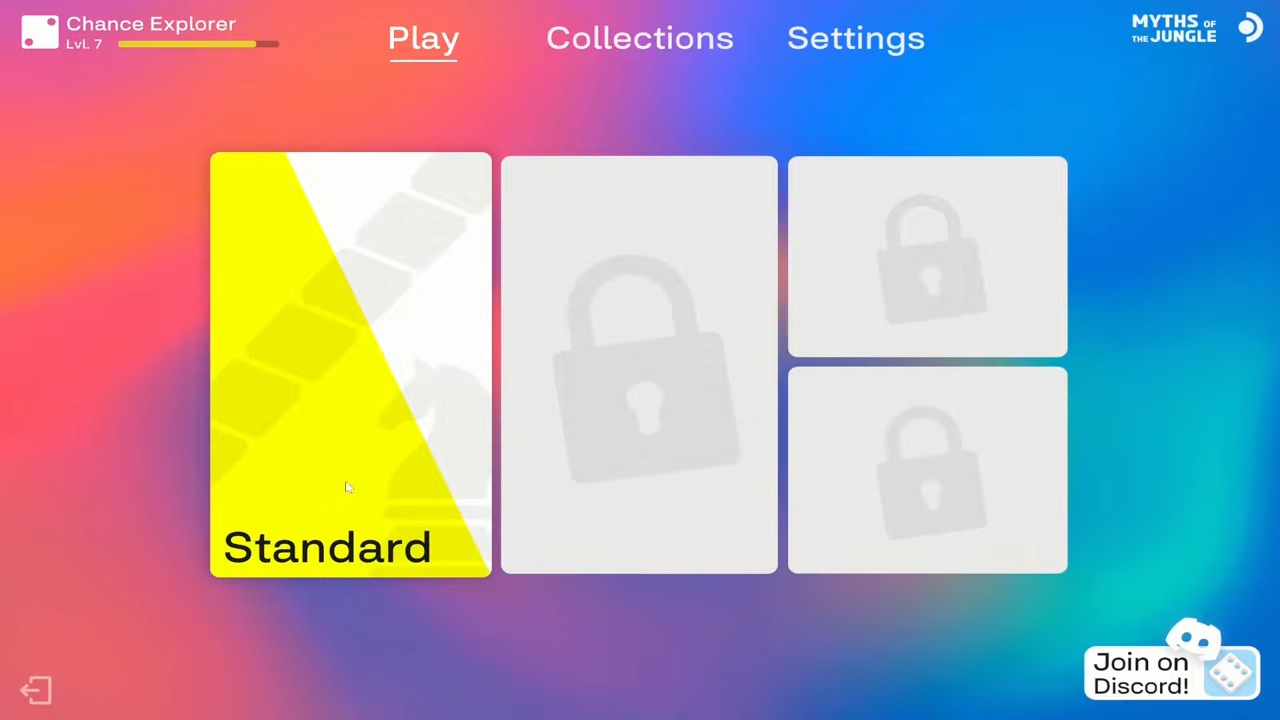 Chance Explorer
Lvl. 7
Play
Collections
Settings
MYTHS OF
THE JUNGLE
Standard
Join on
Discord!